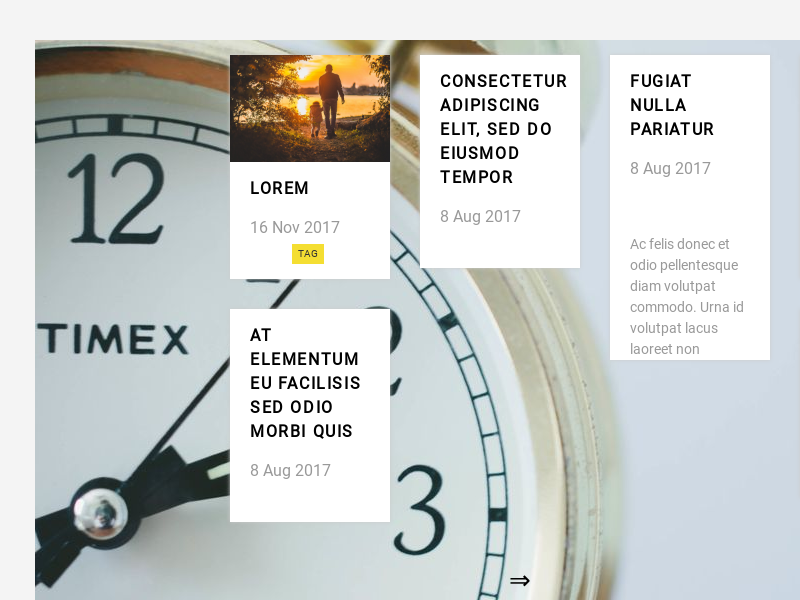 12
TIMEX
3
LOREM
16 Nov 2017
TAG
AT
ELEMENTUM
EU FACILISIS
SED ODIO
MORBI QUIS
8 Aug 2017
CONSECTETUR
ADIPISCING
ELIT, SED DO
EIUSMOD
TEMPOR
8 Aug 2017
FUGIAT
NULLA
PARIATUR
8 Aug 2017
Ac felis donec et
odio pellentesque
diam volutpat
commodo. Urna id
volutpat lacus
laoreet non
⇒